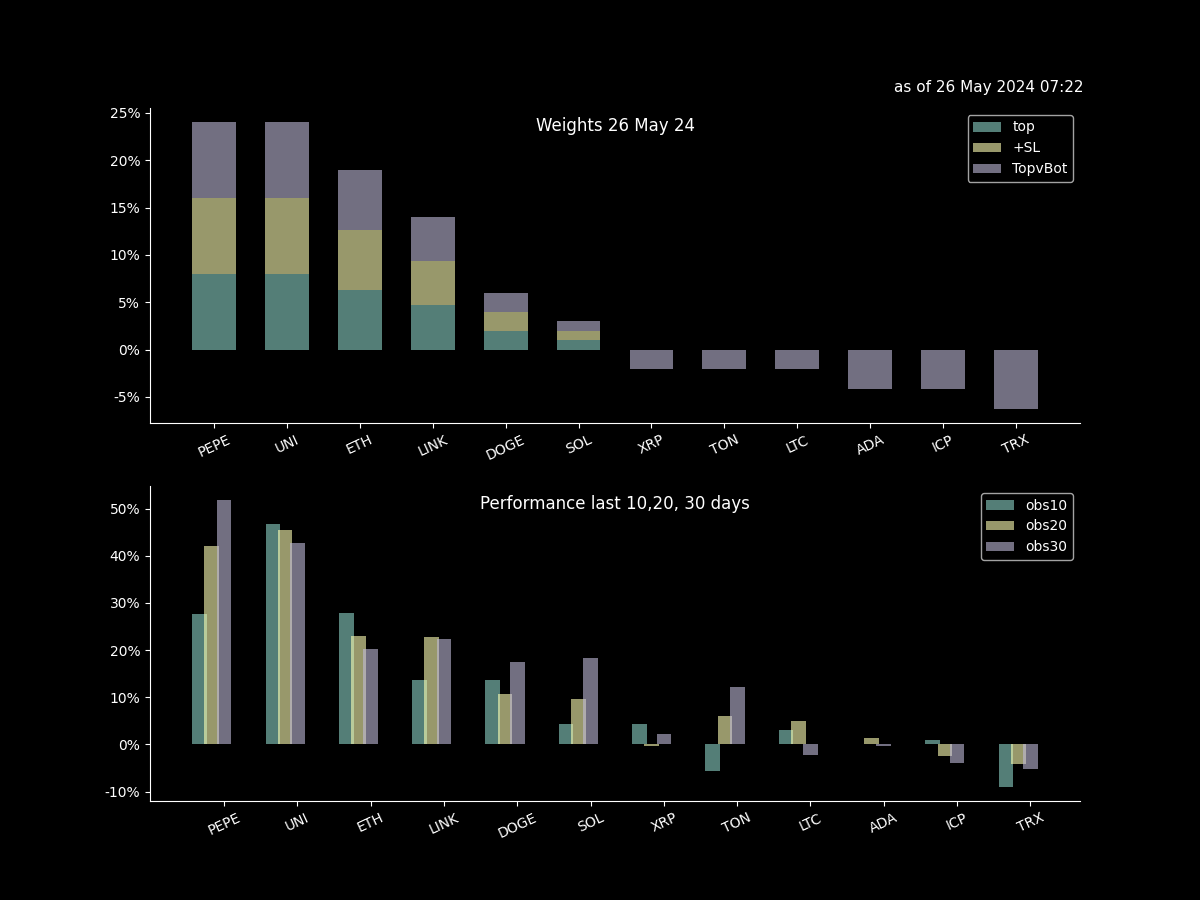 as of 26 May 2024 07:22
Weights 26 May 24
top
+SL
TopvBot
25%
20%
15%
10%
5%
0%
-5%
PEPE UNI ETH LINK DOGE SOL XRP TON LTC ADA ICP TRX
Performance last 10,20, 30 days
obs10
obs20
obs30
50%
40%
30%
20%
10%
0%
-10%
PEPE UNI ETH LINK DOGE SOL XRP TON LTC ADA ICP TRX